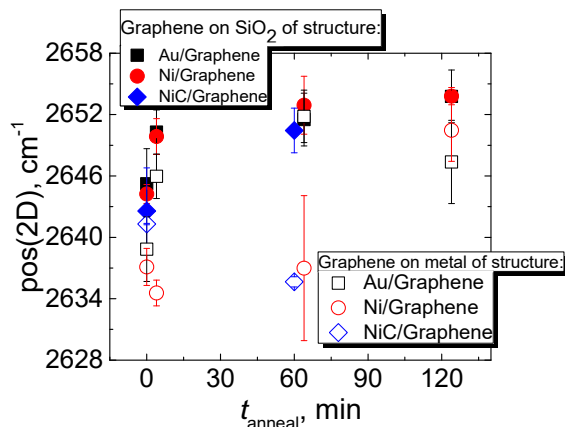 Graphene on SiO₂ of structure:
Au/Graphene
Ni/Graphene
NiC/Graphene
2658
2652
2646
2640
2634
2628
pos(2D), cm⁻¹
Graphene on metal of structure:
Au/Graphene
Ni/Graphene
NiC/Graphene
0 30 60 90 120
t_anneal, min